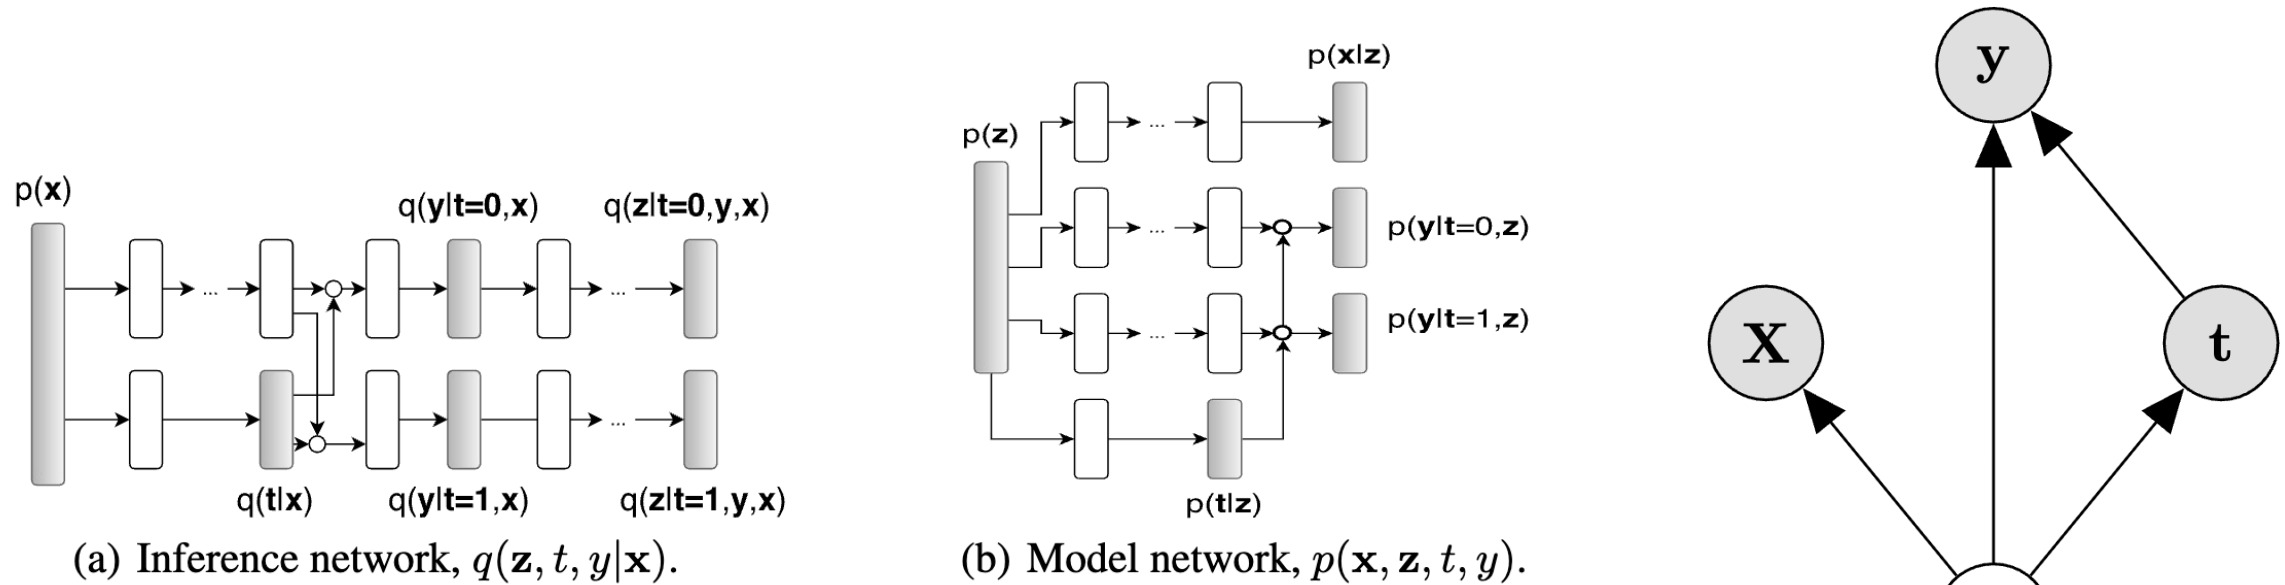 p(x)
q(y|t=0,x)
q(z|t=0,y,x)
...
...
...
q(t|x)
q(y|t=1,x)
q(z|t=1,y,x)
(a) Inference network, q(z, t, y|x).
p(x|z)
p(z)
...
...
p(y|t=0,z)
...
p(y|t=1,z)
p(t|z)
(b) Model network, p(x, z, t, y).
y
X
t